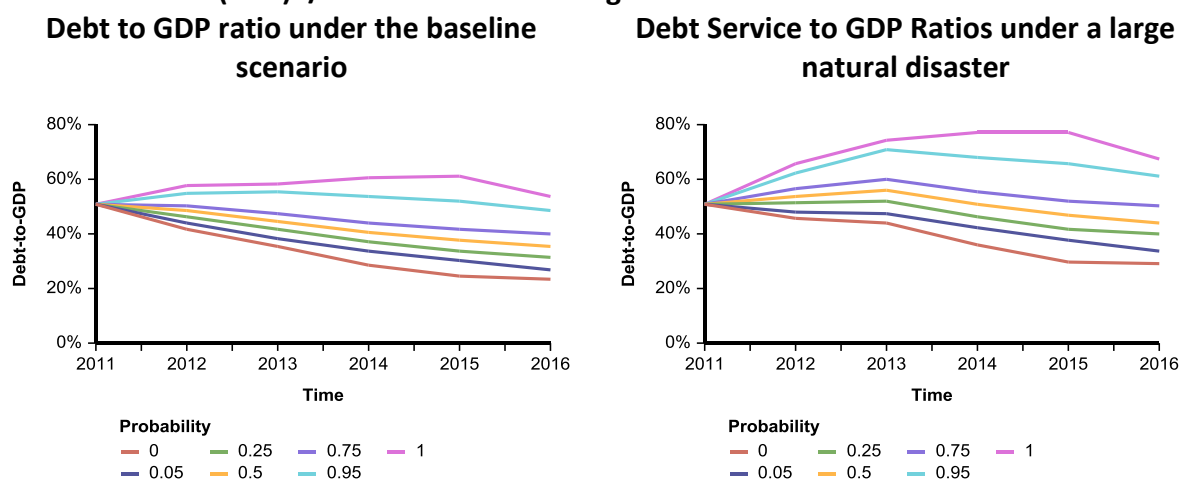 Debt to GDP ratio under the baseline
scenario
Debt-to-GDP
80%
60%
40%
20%
0%
2011 2012 2013 2014 2015 2016
Time
Probability
0 0.25 0.75 1
0.05 0.5 0.95
Debt Service to GDP Ratios under a large
natural disaster
Debt-to-GDP
80%
60%
40%
20%
0%
2011 2012 2013 2014 2015 2016
Time
Probability
0 0.25 0.75 1
0.05 0.5 0.95